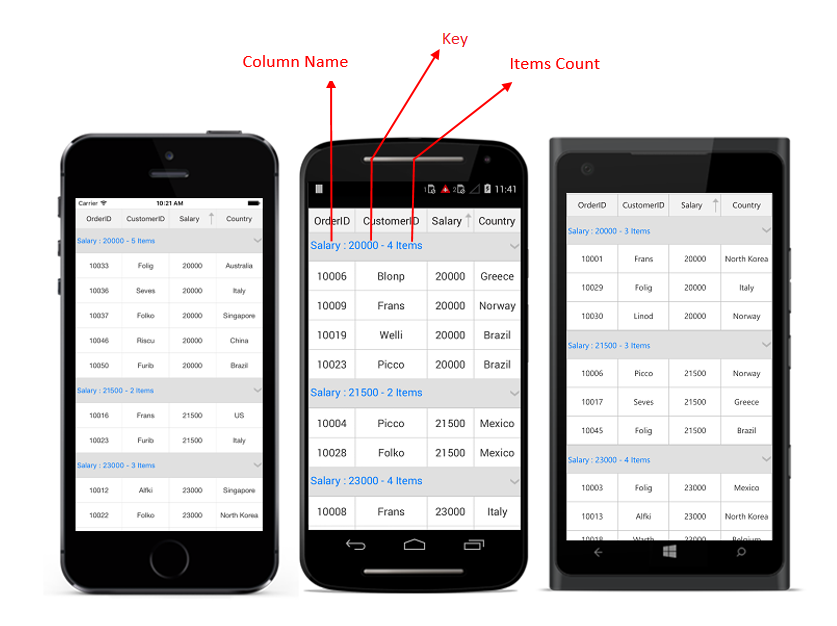 Key
Column Name
Items Count
Carrier 10:21 AM
OrderID CustomerID Salary Country
Salary : 20000 - 5 Items
10033 Folig 20000 Australia
10036 Seves 20000 Italy
10037 Folko 20000 Singapore
10046 Riscu 20000 China
10050 Furib 20000 Brazil
Salary : 21500 - 2 Items
10016 Frans 21500 US
10023 Furib 21500 Italy
Salary : 23000 - 3 Items
10012 Alfki 23000 Singapore
10022 Folko 23000 North Korea
11:41
OrderID CustomerID Salary Country
Salary : 20000 - 4 Items
10006 Blonp 20000 Greece
10009 Frans 20000 Norway
10019 Welli 20000 Brazil
10023 Picco 20000 Brazil
Salary : 21500 - 2 Items
10004 Picco 21500 Mexico
10028 Folko 21500 Mexico
Salary : 23000 - 4 Items
10008 Frans 23000 Italy
OrderID CustomerID Salary Country
Salary : 20000 - 3 Items
10001 Frans 20000 North Korea
10029 Folig 20000 Italy
10030 Linod 20000 Norway
Salary : 21500 - 3 Items
10006 Picco 21500 Norway
10017 Seves 21500 Greece
10045 Folig 21500 Brazil
Salary : 23000 - 4 Items
10003 Folig 23000 Mexico
10013 Alfki 23000 North Korea
10018 Warth 23000 Belgium